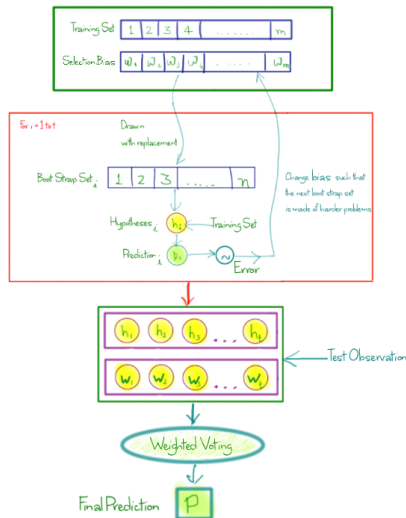 Training Set 1 2 3 4 ....... m
Selection Bias w₁ w₂ w₃ w₄ ....... wm
For i = 1 to t
Drawn
with replacement
Change bias such that
the next boot strap set
is made of harder problems
Boot Strap Set i 1 2 3 ..... n
Hypotheses i hi Training Set
Prediction i pi ~
Error
h₁ h₂ h₃ ... ht
Test Observation
w₁ w₂ w₃ ... wt
Weighted Voting
Final Prediction P